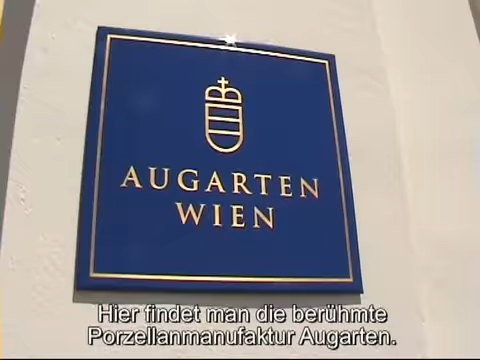 AUGARTEN
WIEN
Hier findet man die berühmte
Porzellanmanufaktur Augarten.